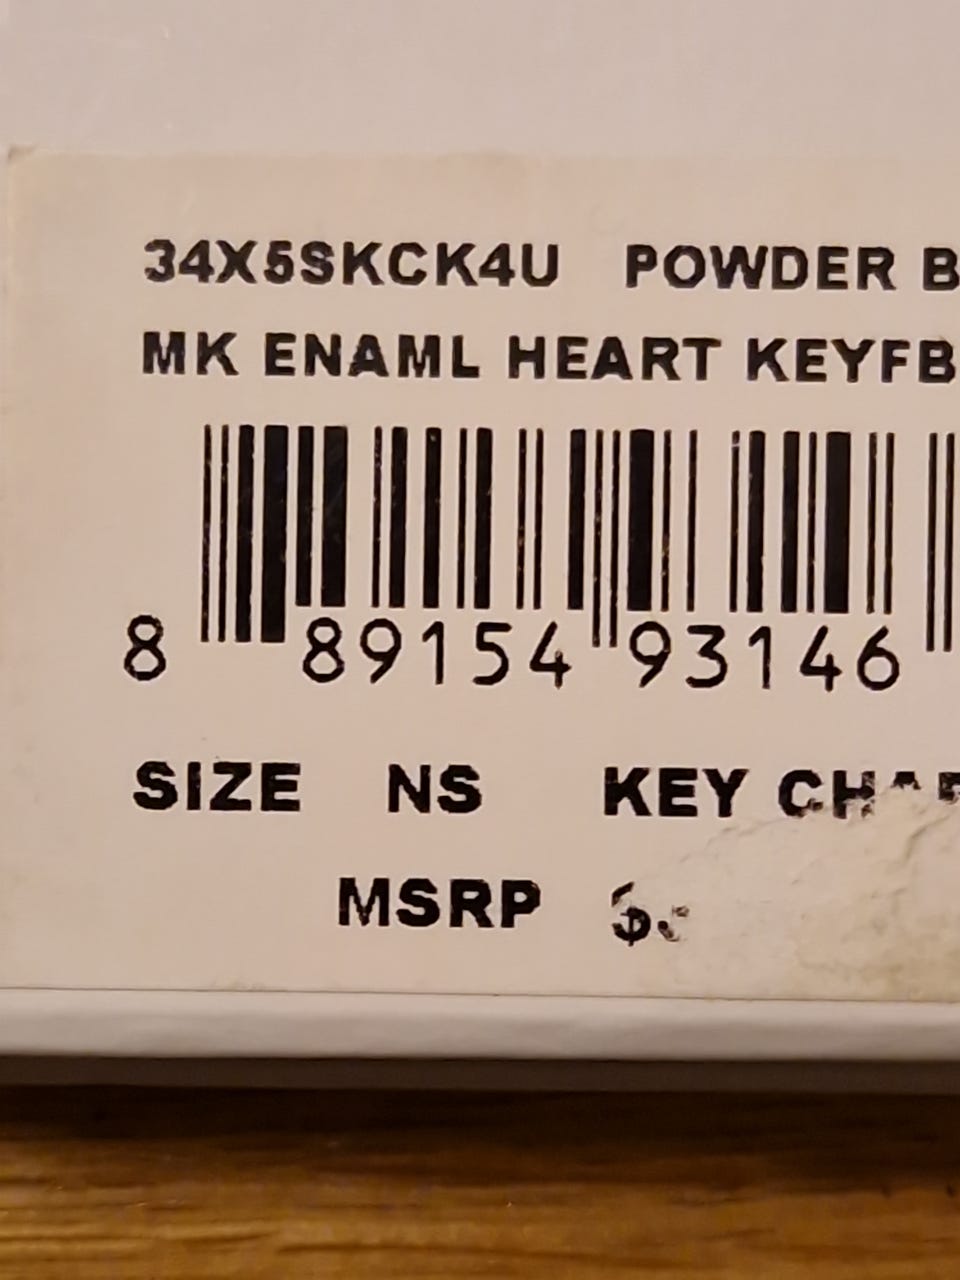 34X5SKCK4U POWDER B
MK ENAML HEART KEYFB
8 89154 93146
SIZE NS KEY
MSRP